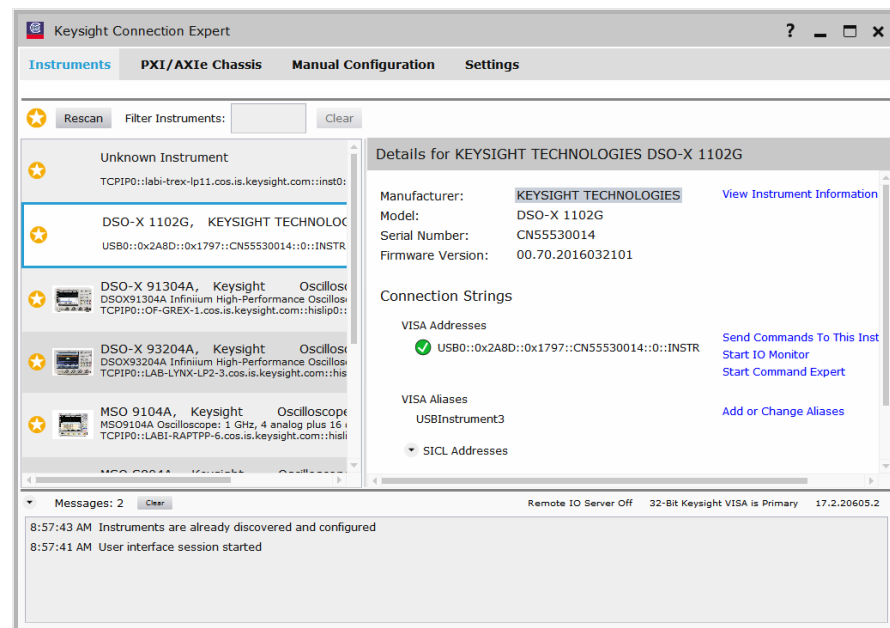 Keysight Connection Expert
?
Instruments PXI/AXIe Chassis Manual Configuration Settings
Rescan Filter Instruments: Clear
Unknown Instrument
TCPIP0::labi-trex-lp11.cos.is.keysight.com::inst0:
DSO-X 1102G, KEYSIGHT TECHNOLOG
USB0::0x2A8D::0x1797::CN55530014::0::INSTR
DSO-X 91304A, Keysight Oscillosc
DSOX91304A Infiniium High-Performance Oscillosc
TCPIP0::OF-GREX-1.cos.is.keysight.com::hislip0::
DSO-X 93204A, Keysight Oscillosc
DSOX93204A Infiniium High-Performance Oscillosc
TCPIP0::LAB-LYNX-LP2-3.cos.is.keysight.com::his
MSO 9104A, Keysight Oscilloscope
MSO9104A Oscilloscope: 1 GHz, 4 analog plus 16
TCPIP0::LABI-RAPTPP-6.cos.is.keysight.com::hisli
Details for KEYSIGHT TECHNOLOGIES DSO-X 1102G
Manufacturer: KEYSIGHT TECHNOLOGIES View Instrument Information
Model: DSO-X 1102G
Serial Number: CN55530014
Firmware Version: 00.70.2016032101
Connection Strings
VISA Addresses
USB0::0x2A8D::0x1797::CN55530014::0::INSTR
Send Commands To This Inst
Start IO Monitor
Start Command Expert
VISA Aliases
USBInstrument3
Add or Change Aliases
SICL Addresses
Messages: 2 Clear Remote IO Server Off 32-Bit Keysight VISA is Primary 17.2.20605.2
8:57:43 AM Instruments are already discovered and configured
8:57:41 AM User interface session started